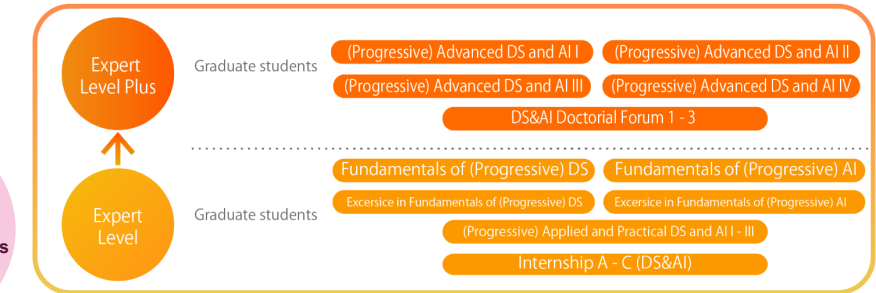 Expert
Level Plus
Graduate students
(Progressive) Advanced DS and AI I
(Progressive) Advanced DS and AI II
(Progressive) Advanced DS and AI III
(Progressive) Advanced DS and AI IV
DS&AI Doctorial Forum 1 - 3
Expert
Level
Graduate students
Fundamentals of (Progressive) DS
Fundamentals of (Progressive) AI
Excersice in Fundamentals of (Progressive) DS
Excersice in Fundamentals of (Progressive) AI
(Progressive) Applied and Practical DS and AI I - III
Internship A - C (DS&AI)